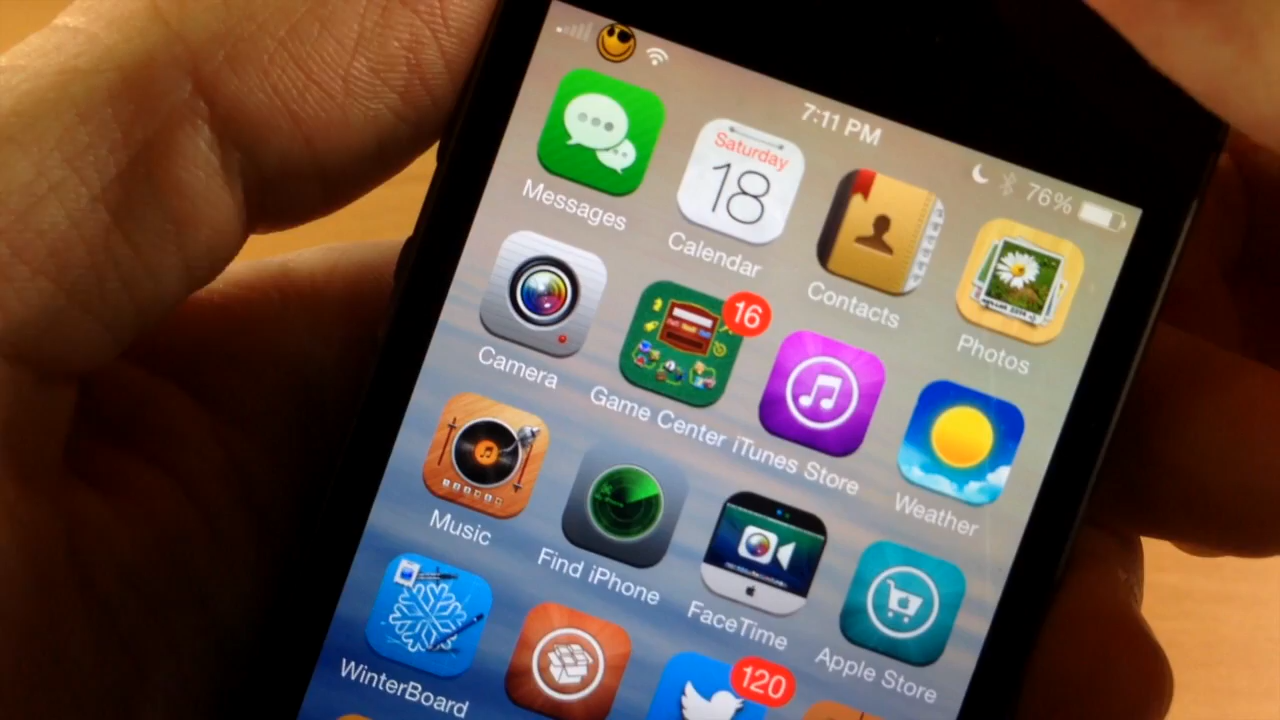 7:11 PM
76%
Messages
Saturday
18
Calendar
Contacts
Photos
Camera
16
Game Center
iTunes Store
Weather
Music
Find iPhone
FaceTime
Apple Store
WinterBoard
120